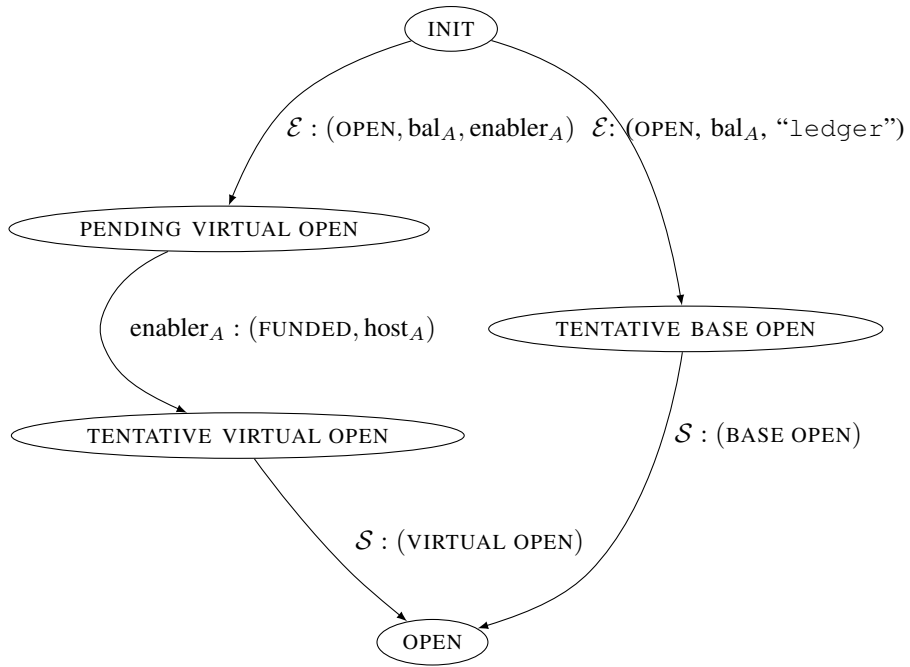 INIT
ℰ : (OPEN, bal_A, enabler_A) ℰ: (OPEN, bal_A, “ledger”)
PENDING VIRTUAL OPEN
enabler_A : (FUNDED, host_A)
TENTATIVE BASE OPEN
TENTATIVE VIRTUAL OPEN
𝒮 : (BASE OPEN)
𝒮 : (VIRTUAL OPEN)
OPEN